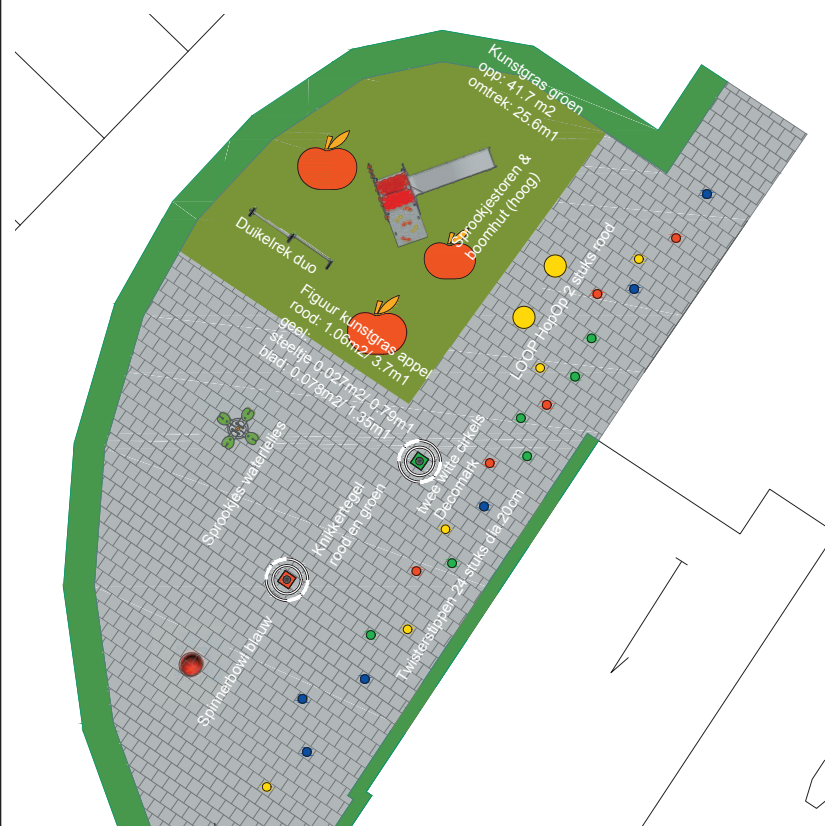 Kunstgras groen
opp: 41.7 m2
omtrek: 25.6m1
Sprookjestoren &
boomhut (hoog)
Duikelrek duo
Figuur kunstgras appel
rood: 1.06m2/ 3.7m1
geel:
steeltje 0.027m2/ 0.79m1
blad: 0.078m2/ 1.35m1
LOOP HopOp 2 stuks rood
Sprookjes waterlelies
Knikkertegel
rood en groen
twee witte cirkels
Decomark
Twisterstippen 24 stuks dia 20cm
Spinnerbowl blauw